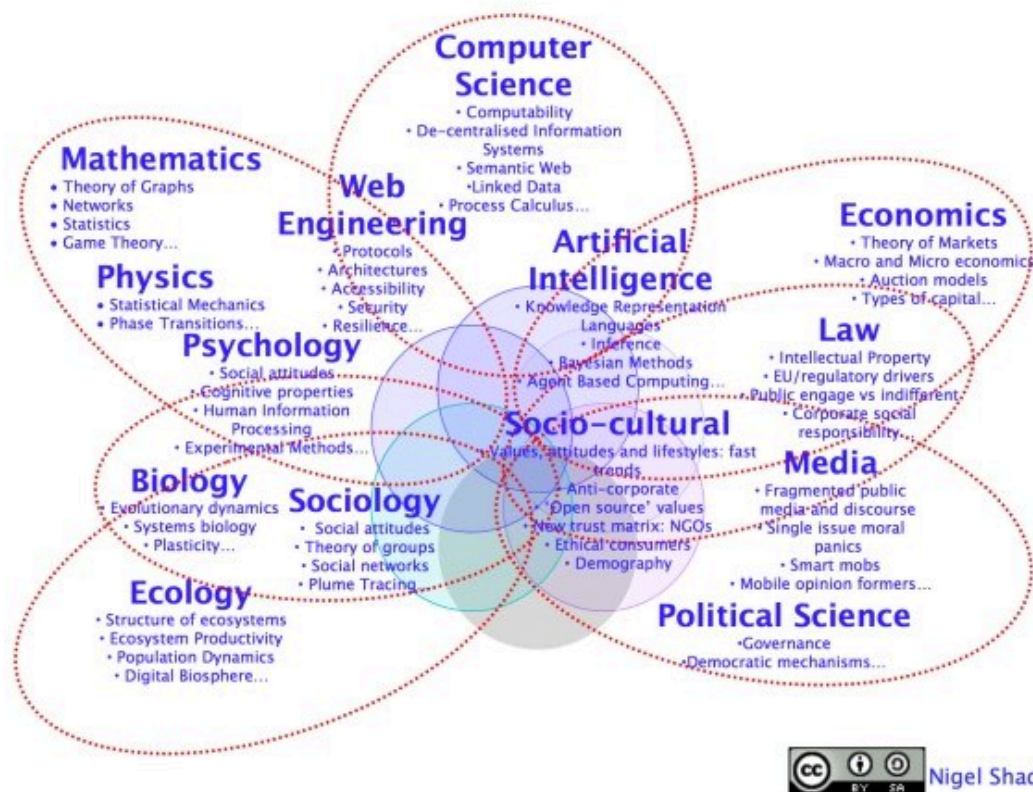 Computer
Science
• Computability
• De-centralised Information
Systems
• Semantic Web
•Linked Data
• Process Calculus...
Mathematics
• Theory of Graphs
• Networks
• Statistics
• Game Theory...
Web
Engineering
• Protocols
• Architectures
• Accessibility
• Security
• Resilience...
Artificial
Intelligence
• Knowledge Representation
Languages
• Inference
• Bayesian Methods
• Agent Based Computing...
Economics
• Theory of Markets
• Macro and Micro economics
• Auction models
• Types of capital...
Physics
• Statistical Mechanics
• Phase Transitions...
Law
• Intellectual Property
• EU/regulatory drivers
• Public engage vs indifferent
• Corporate social
responsibility...
Psychology
• Social attitudes
• Cognitive properties
• Human Information
Processing
• Experimental Methods...
Socio-cultural
Values, attitudes and lifestyles: fast
trends
• Anti-corporate
• 'Open source' values
• New trust matrix: NGOs
• Ethical consumers
• Demography
Media
• Fragmented public
media and discourse
• Single issue moral
panics
• Smart mobs
• Mobile opinion formers...
Biology
• Evolutionary dynamics
• Systems biology
• Plasticity...
Sociology
• Social attitudes
• Theory of groups
• Social networks
• Plume Tracing...
Ecology
• Structure of ecosystems
• Ecosystem Productivity
• Population Dynamics
• Digital Biosphere...
Political Science
•Governance
•Democratic mechanisms...
cc
BY SA
Nigel Shad